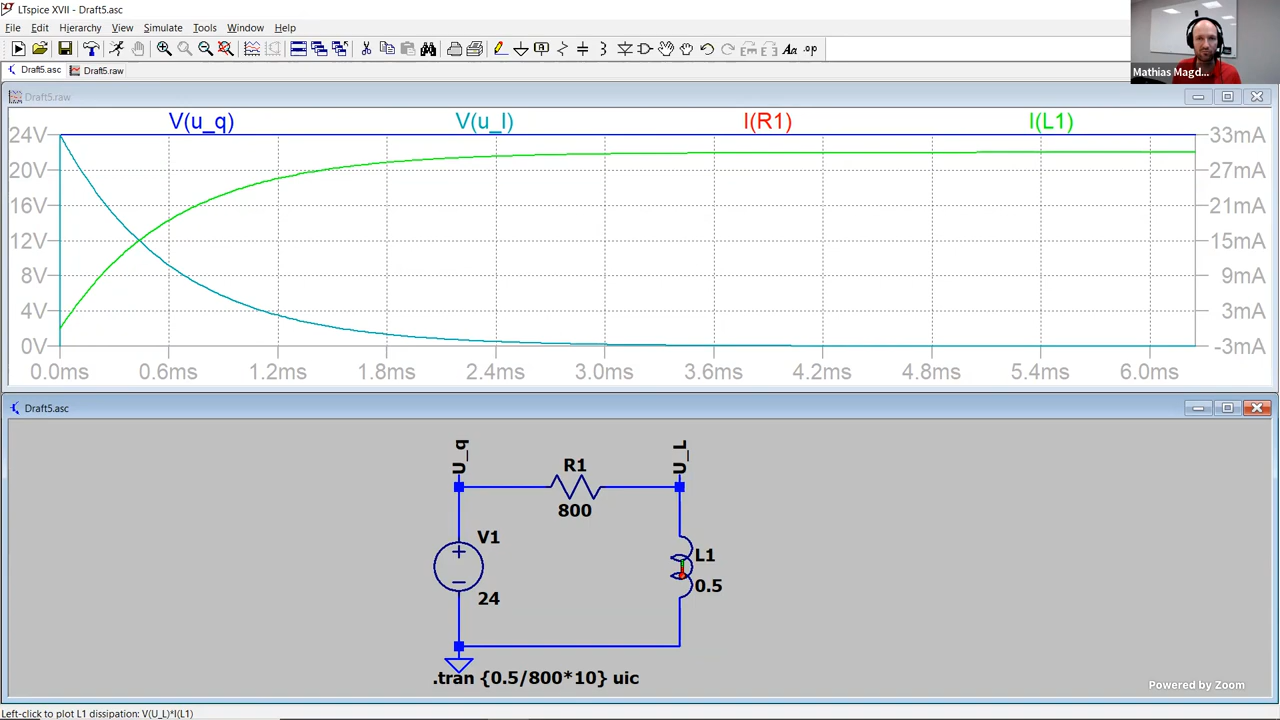 LTspice XVII - Draft5.asc
File Edit Hierarchy View Simulate Tools Window Help
Aa .op
Draft5.asc Draft5.raw
Mathias Magd...
Draft5.raw
V(u_q) V(u_l) I(R1) I(L1)
24V 33mA
20V 27mA
16V 21mA
12V 15mA
8V 9mA
4V 3mA
0V -3mA
0.0ms 0.6ms 1.2ms 1.8ms 2.4ms 3.0ms 3.6ms 4.2ms 4.8ms 5.4ms 6.0ms
Draft5.asc
U_q U_L
R1
800
V1
24
L1
0.5
.tran {0.5/800*10} uic
Powered by Zoom
Left-click to plot L1 dissipation: V(U_L)*I(L1)